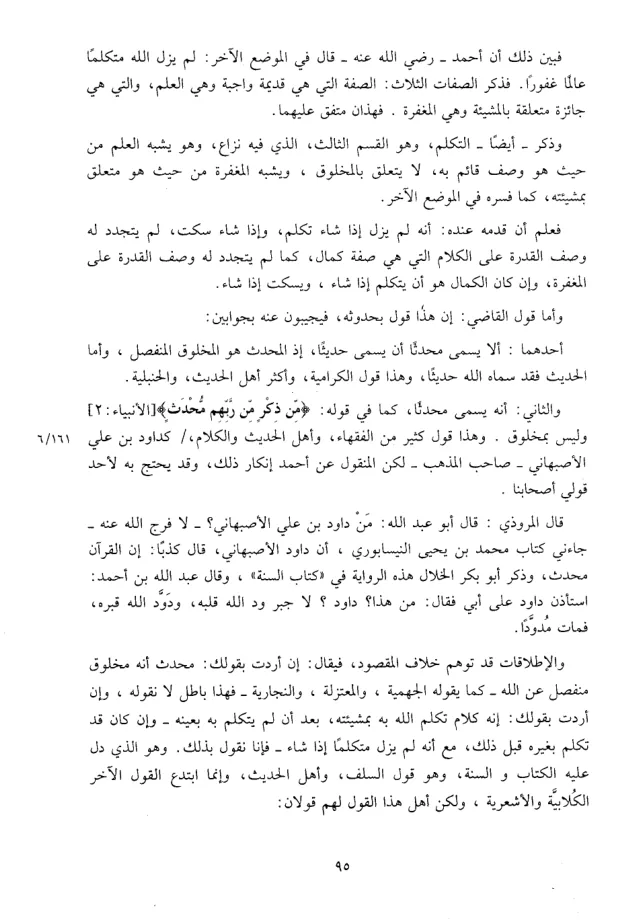 فبين ذلك أن أحمد ـ رضي الله عنه ـ قال في الموضع الآخر: لم يزل الله متكلمًا
عالمًا غفورًا. فذكر الصفات الثلاث: الصفة التي هي قديمة واجبة وهي العلم، والتي هي
جائزة متعلقة بالمشيئة وهي المغفرة . فهذان متفق عليهما.
وذكر ـ أيضًا ـ التكلم، وهو القسم الثالث، الذي فيه نزاع، وهو يشبه العلم من
حيث هو وصف قائم به، لا يتعلق بالمخلوق ، ويشبه المغفرة من حيث هو متعلق
بمشيئته، كما فسره في الموضع الآخر.
فعلم أن قدمه عنده: أنه لم يزل إذا شاء تكلم، وإذا شاء سكت، لم يتجدد له
وصف القدرة على الكلام التي هي صفة كمال، كما لم يتجدد له وصف القدرة على
المغفرة، وإن كان الكمال هو أن يتكلم إذا شاء ، ويسكت إذا شاء.
وأما قول القاضي: إن هذا قول بحدوثه، فيجيبون عنه بجوابين:
أحدهما : ألا يسمى محدثًا أن يسمى حديثًا، إذ المحدث هو المخلوق المنفصل ، وأما
الحديث فقد سماه الله حديثًا، وهذا قول الكرامية، وأكثر أهل الحديث، والحنبلية.
والثاني: أنه يسمى محدثًا، كما في قوله: ﴿مِّن ذِكْرٍ مِّن رَّبِّهِم مُّحْدَثٍ﴾[الأنبياء:٢]
وليس بمخلوق . وهذا قول كثير من الفقهاء، وأهل الحديث والكلام،/ كداود بن علي ٦/١٦١
الأصبهاني ـ صاحب المذهب ـ لكن المنقول عن أحمد إنكار ذلك، وقد يحتج به لأحد
قولي أصحابنا .
قال المروذي : قال أبو عبد الله: مَنْ داود بن علي الأصبهاني؟ ـ لا فرج الله عنه ـ
جاءني كتاب محمد بن يحيى النيسابوري ، أن داود الأصبهاني، قال كذبًا: إن القرآن
محدث، وذكر أبو بكر الخلال هذه الرواية في «كتاب السنة» ، وقال عبد الله بن أحمد:
استأذن داود على أبي فقال: من هذا؟ داود ؟ لا جبر ود الله قلبه، ودَوَّد الله قبره،
فمات مُدوَّدًا.
والإطلاقات قد توهم خلاف المقصود، فيقال: إن أردت بقولك: محدث أنه مخلوق
منفصل عن الله ـ كما يقوله الجهمية ، والمعتزلة ، والنجارية ـ فهذا باطل لا نقوله ، وإن
أردت بقولك: إنه كلام تكلم الله به بمشيئته، بعد أن لم يتكلم به بعينه ـ وإن كان قد
تكلم بغيره قبل ذلك، مع أنه لم يزل متكلمًا إذا شاء ـ فإنا نقول بذلك. وهو الذي دل
عليه الكتاب و السنة، وهو قول السلف، وأهل الحديث، وإنما ابتدع القول الآخر
الكُلابيَّة والأشعرية ، ولكن أهل هذا القول لهم قولان:
٩٥